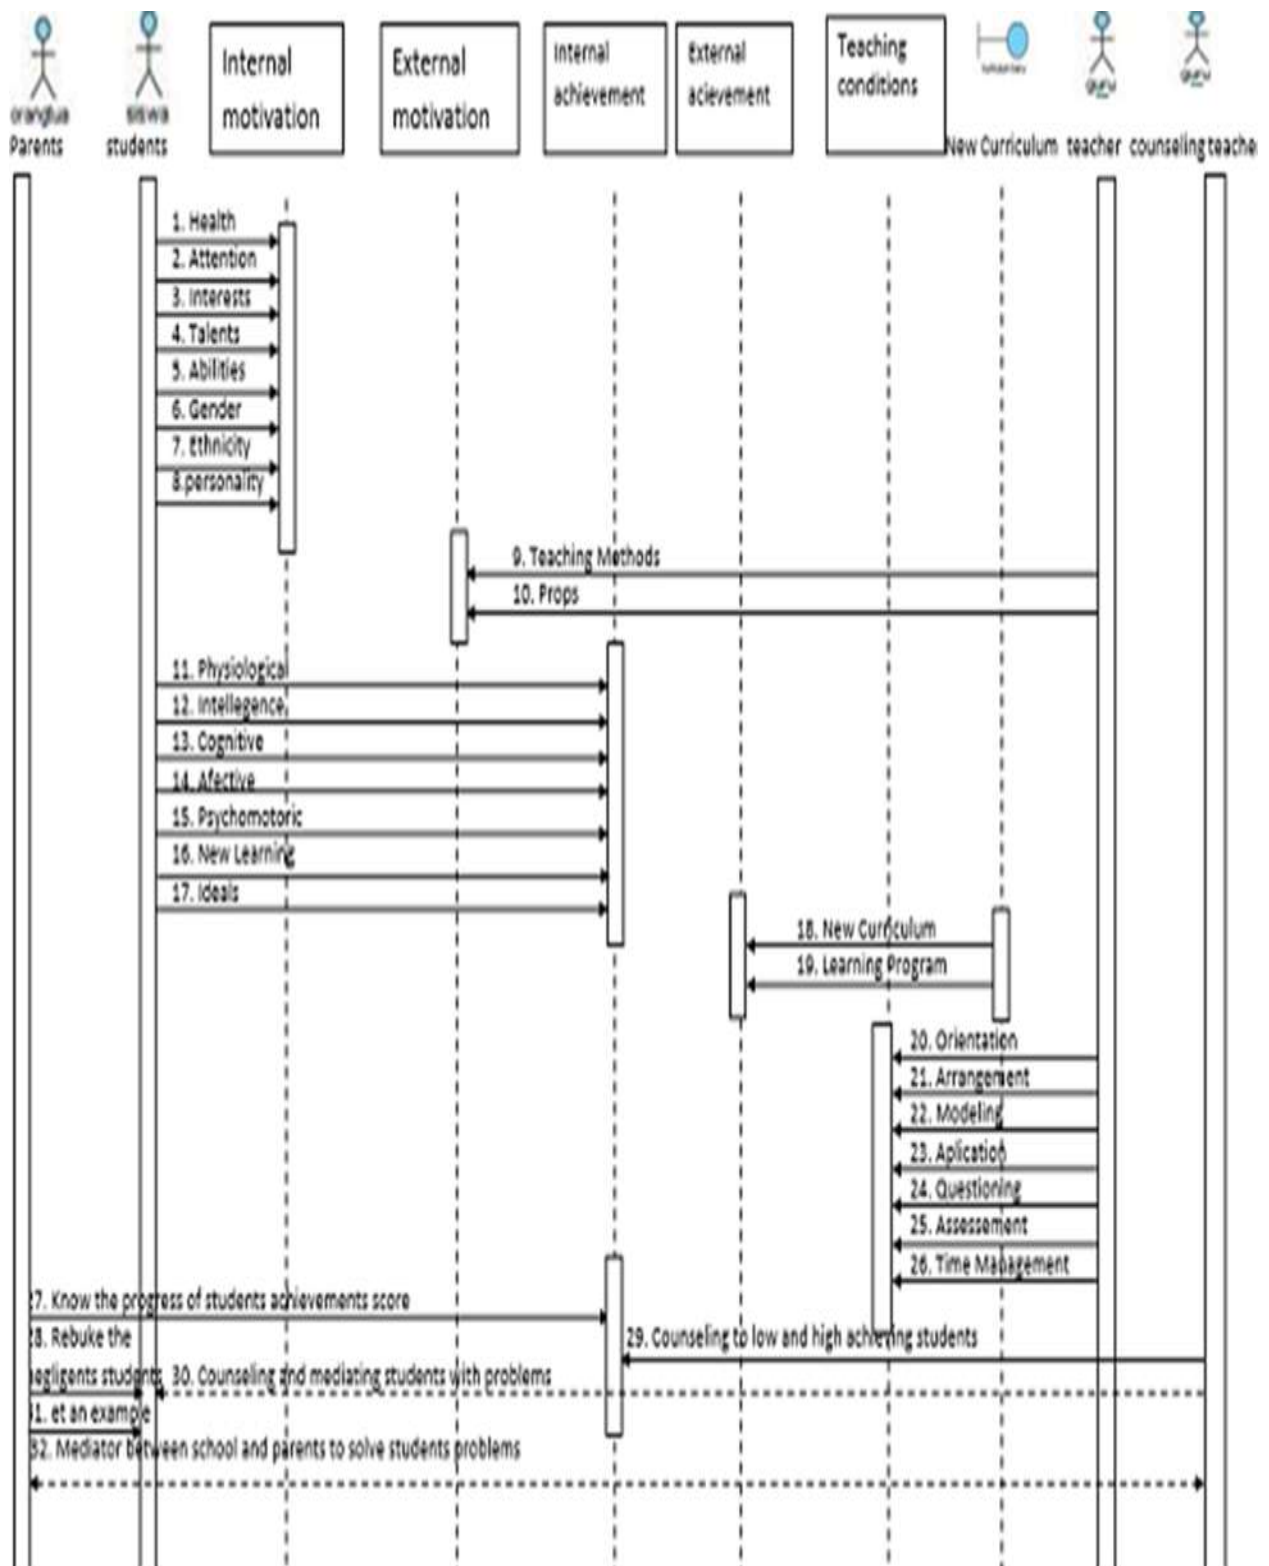 orangtua
siswa
guru
guru
Parents
students
Internal
motivation
External
motivation
Internal
achievement
External
acievement
Teaching
conditions
New Curriculum
teacher
counseling teache
1. Health
2. Attention
3. Interests
4. Talents
5. Abilities
6. Gender
7. Ethnicity
8.personality
9. Teaching Methods
10. Props
11. Physiological
12. Intellegence
13. Cognitive
14. Afective
15. Psychomotoric
16. New Learning
17. Ideals
18. New Curriculum
19. Learning Program
20. Orientation
21. Arrangement
22. Modeling
23. Aplication
24. Questioning
25. Assessement
26. Time Management
27. Know the progress of students achievements score
28. Rebuke the
negligents students
29. Counseling to low and high achieving students
30. Counseling and mediating students with problems
et an example
32. Mediator between school and parents to solve students problems